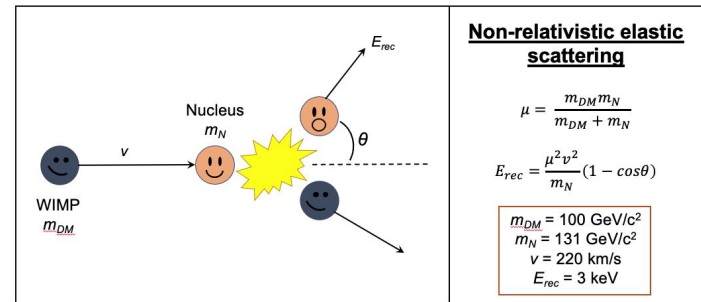 E_rec
Nucleus
m_N
θ
v
WIMP
m_DM
Non-relativistic elastic
scattering
μ = m_DM m_N / (m_DM + m_N)
E_rec = μ²v² / m_N (1 − cosθ)
m_DM = 100 GeV/c²
m_N = 131 GeV/c²
v = 220 km/s
E_rec = 3 keV